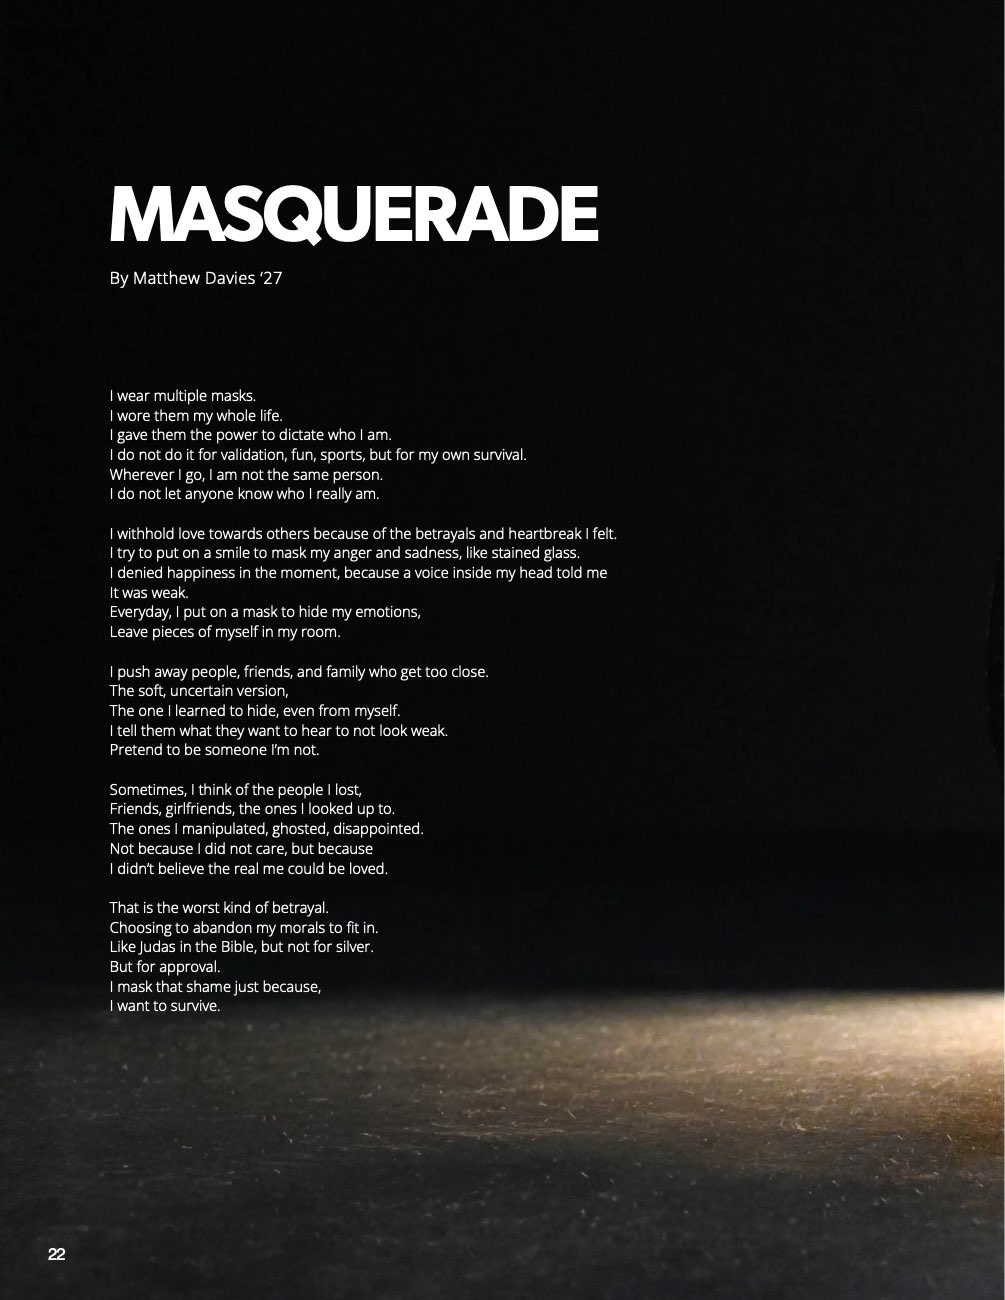 MASQUERADE
By Matthew Davies ‘27
I wear multiple masks.
I wore them my whole life.
I gave them the power to dictate who I am.
I do not do it for validation, fun, sports, but for my own survival.
Wherever I go, I am not the same person.
I do not let anyone know who I really am.
I withhold love towards others because of the betrayals and heartbreak I felt.
I try to put on a smile to mask my anger and sadness, like stained glass.
I denied happiness in the moment, because a voice inside my head told me
It was weak.
Everyday, I put on a mask to hide my emotions,
Leave pieces of myself in my room.
I push away people, friends, and family who get too close.
The soft, uncertain version,
The one I learned to hide, even from myself.
I tell them what they want to hear to not look weak.
Pretend to be someone I’m not.
Sometimes, I think of the people I lost,
Friends, girlfriends, the ones I looked up to.
The ones I manipulated, ghosted, disappointed.
Not because I did not care, but because
I didn’t believe the real me could be loved.
That is the worst kind of betrayal.
Choosing to abandon my morals to fit in.
Like Judas in the Bible, but not for silver.
But for approval.
I mask that shame just because,
I want to survive.
22